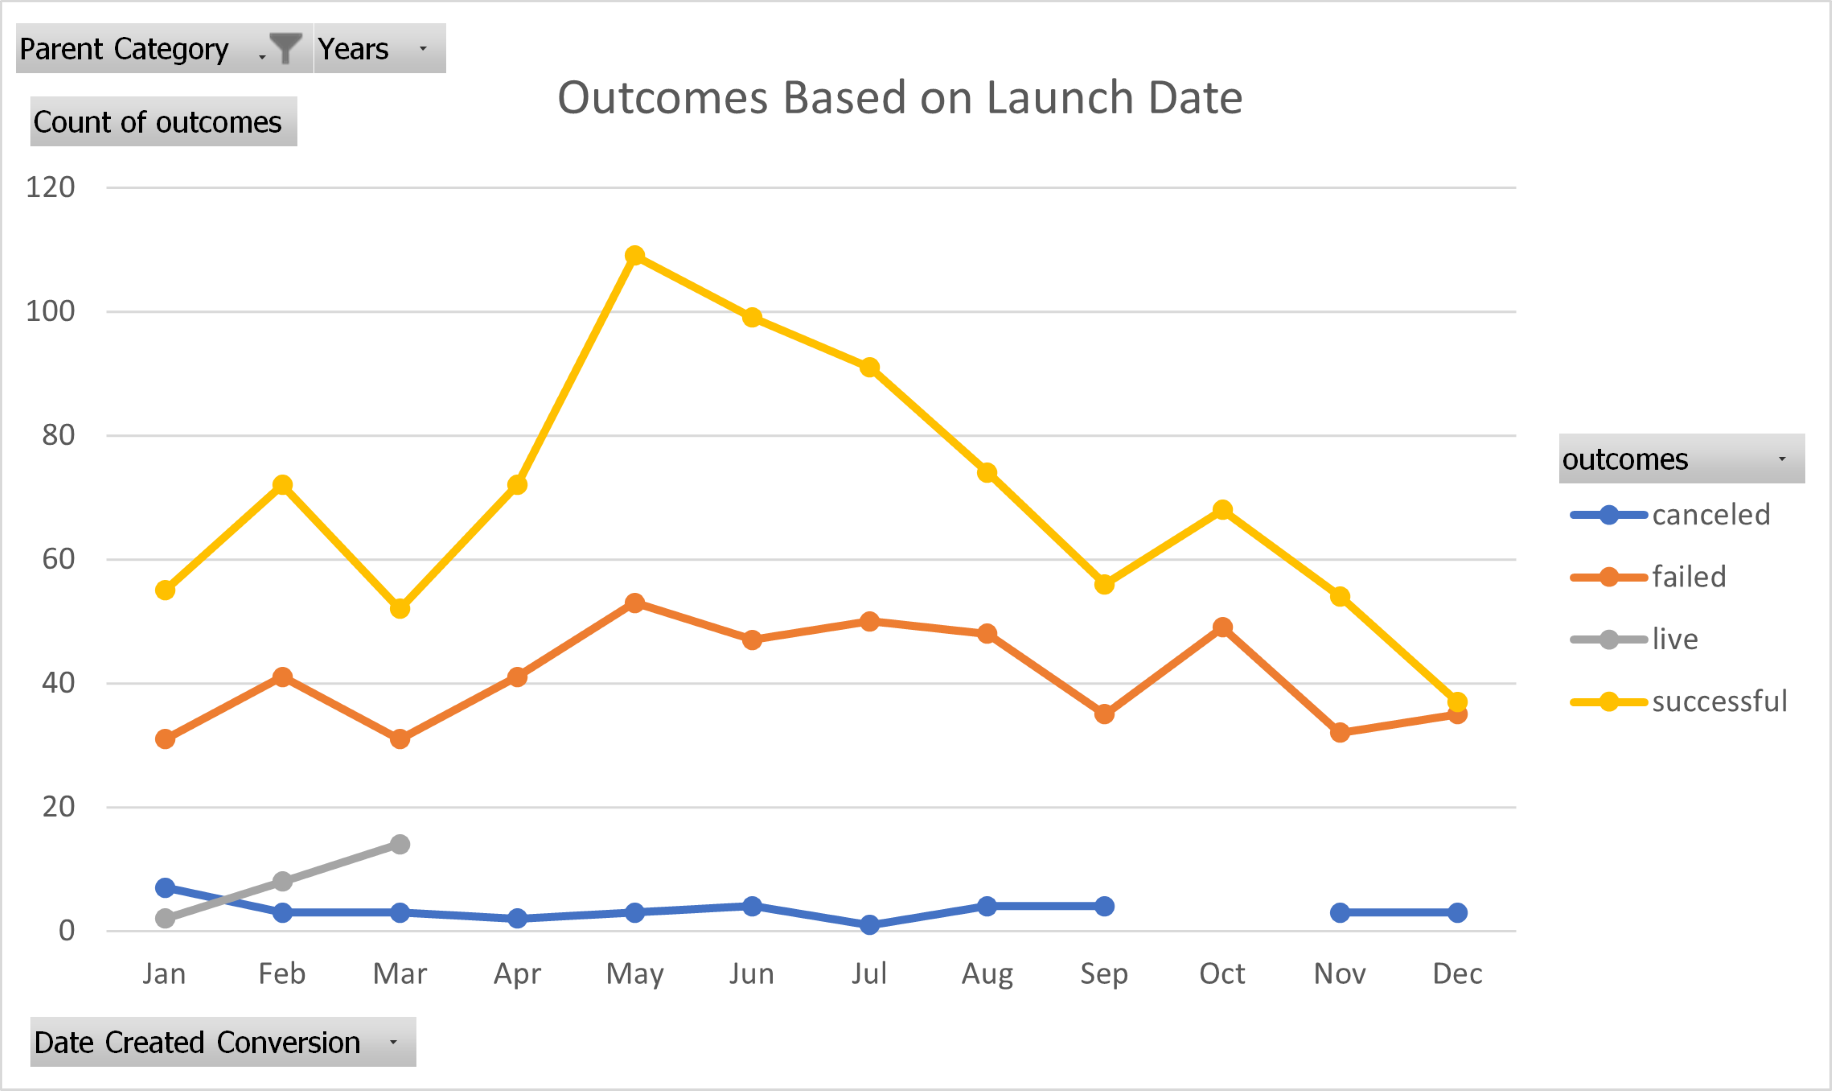 Parent Category Years
Outcomes Based on Launch Date
Count of outcomes
120
100
80
60
40
20
0
Jan Feb Mar Apr May Jun Jul Aug Sep Oct Nov Dec
outcomes
canceled
failed
live
successful
Date Created Conversion